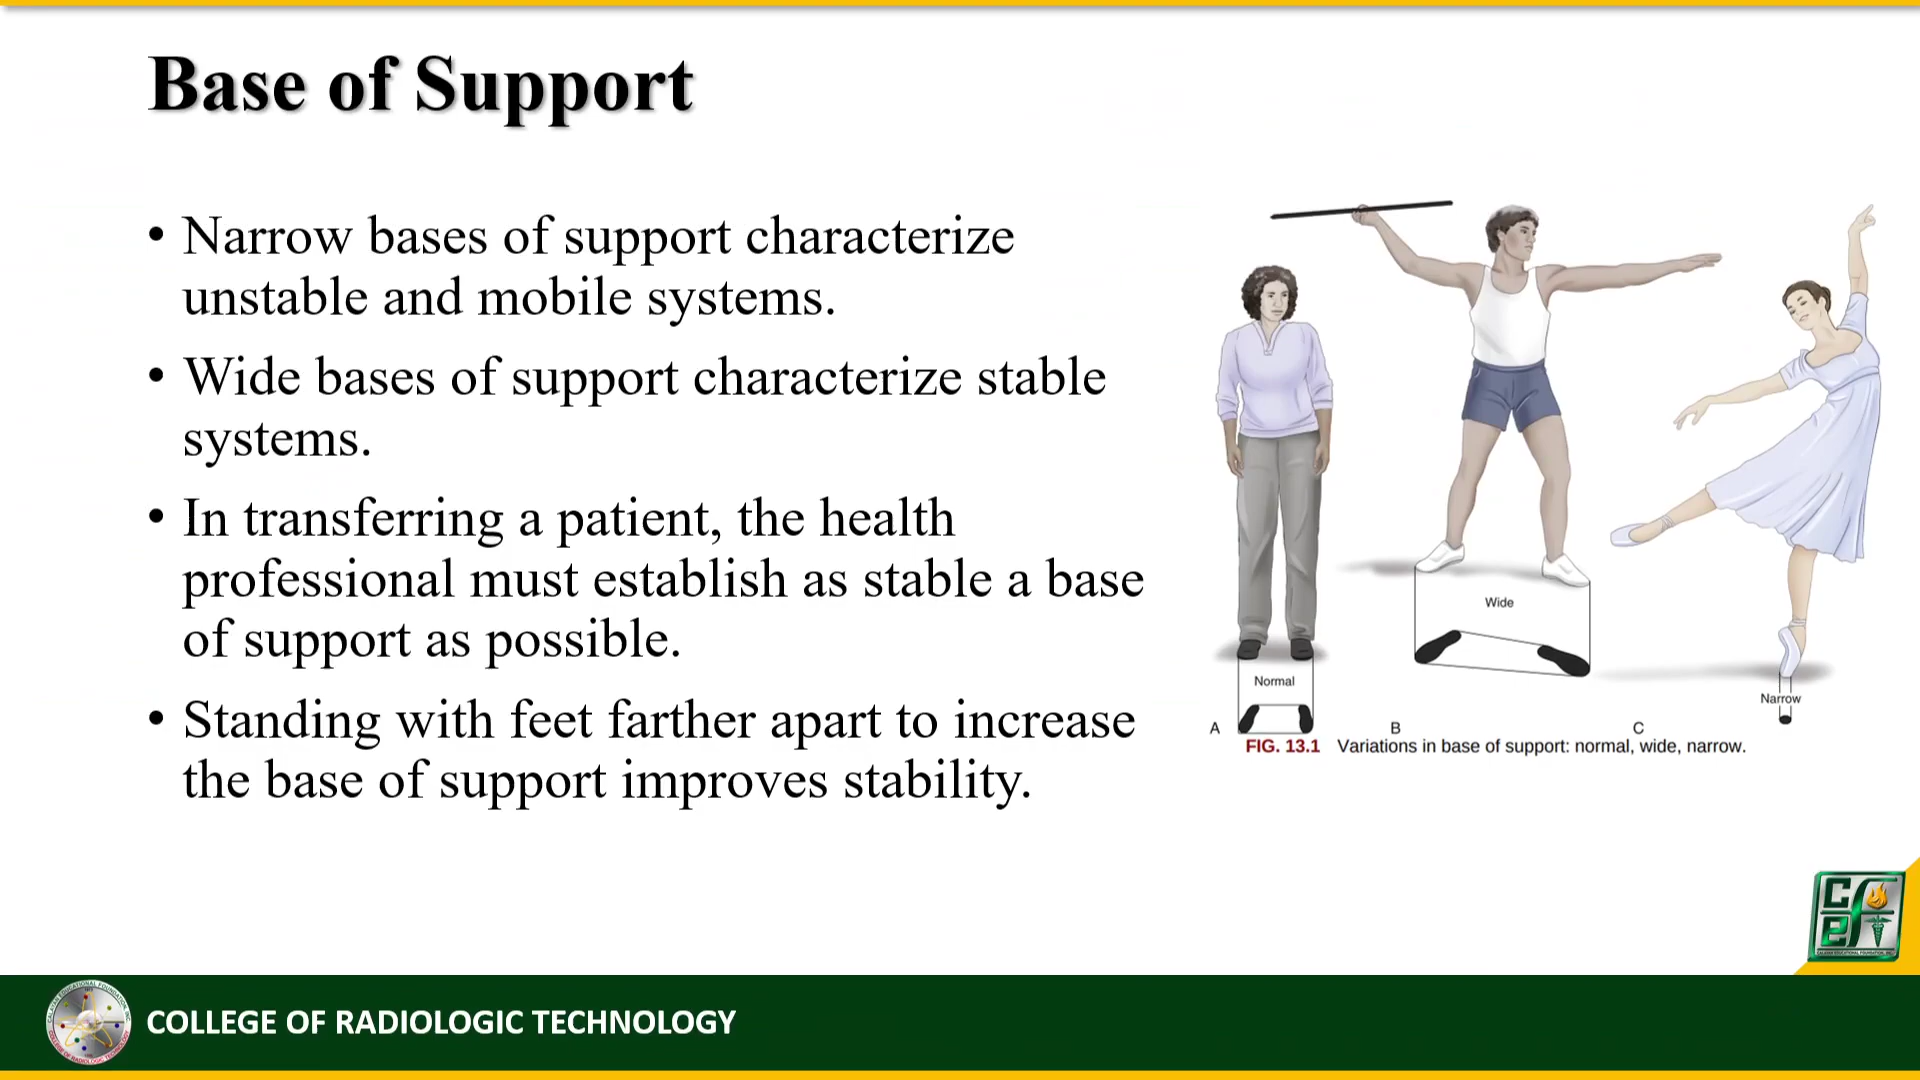 Base of Support
• Narrow bases of support characterize
unstable and mobile systems.
• Wide bases of support characterize stable
systems.
• In transferring a patient, the health
professional must establish as stable a base
of support as possible.
• Standing with feet farther apart to increase
the base of support improves stability.
Wide
Normal
Narrow
A
B
C
FIG. 13.1 Variations in base of support: normal, wide, narrow.
COLLEGE OF RADIOLOGIC TECHNOLOGY